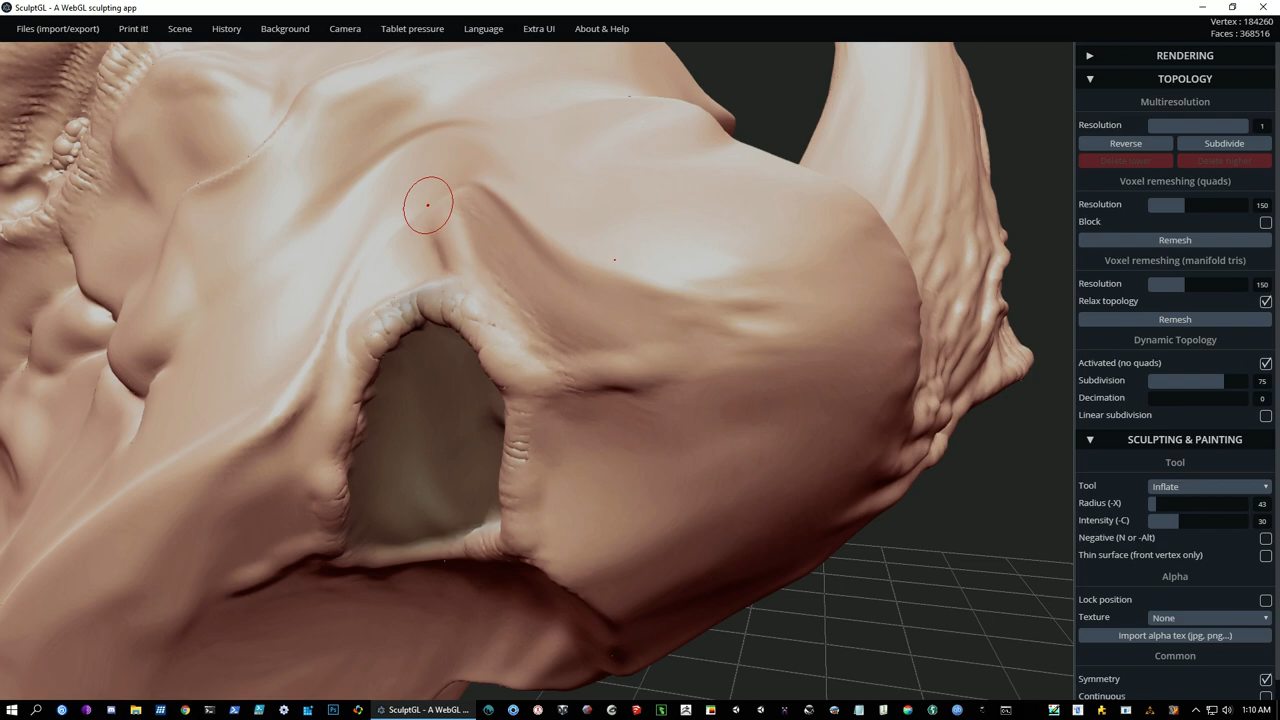 SculptGL - A WebGL sculpting app
Files (import/export) Print it! Scene History Background Camera Tablet pressure Language Extra UI About & Help
Vertex : 184260
Faces : 368516
RENDERING
TOPOLOGY
Multiresolution
Resolution 1
Reverse Subdivide
Delete lower Delete higher
Voxel remeshing (quads)
Resolution 150
Block
Remesh
Voxel remeshing (manifold tris)
Resolution 150
Relax topology
Remesh
Dynamic Topology
Activated (no quads)
Subdivision 75
Decimation 0
Linear subdivision
SCULPTING & PAINTING
Tool
Tool Inflate
Radius (-X) 43
Intensity (-C) 30
Negative (N or -Alt)
Thin surface (front vertex only)
Alpha
Lock position
Texture None
Import alpha tex (jpg, png...)
Common
Symmetry
Continuous
SculptGL - A WebGL ...
1:10 AM